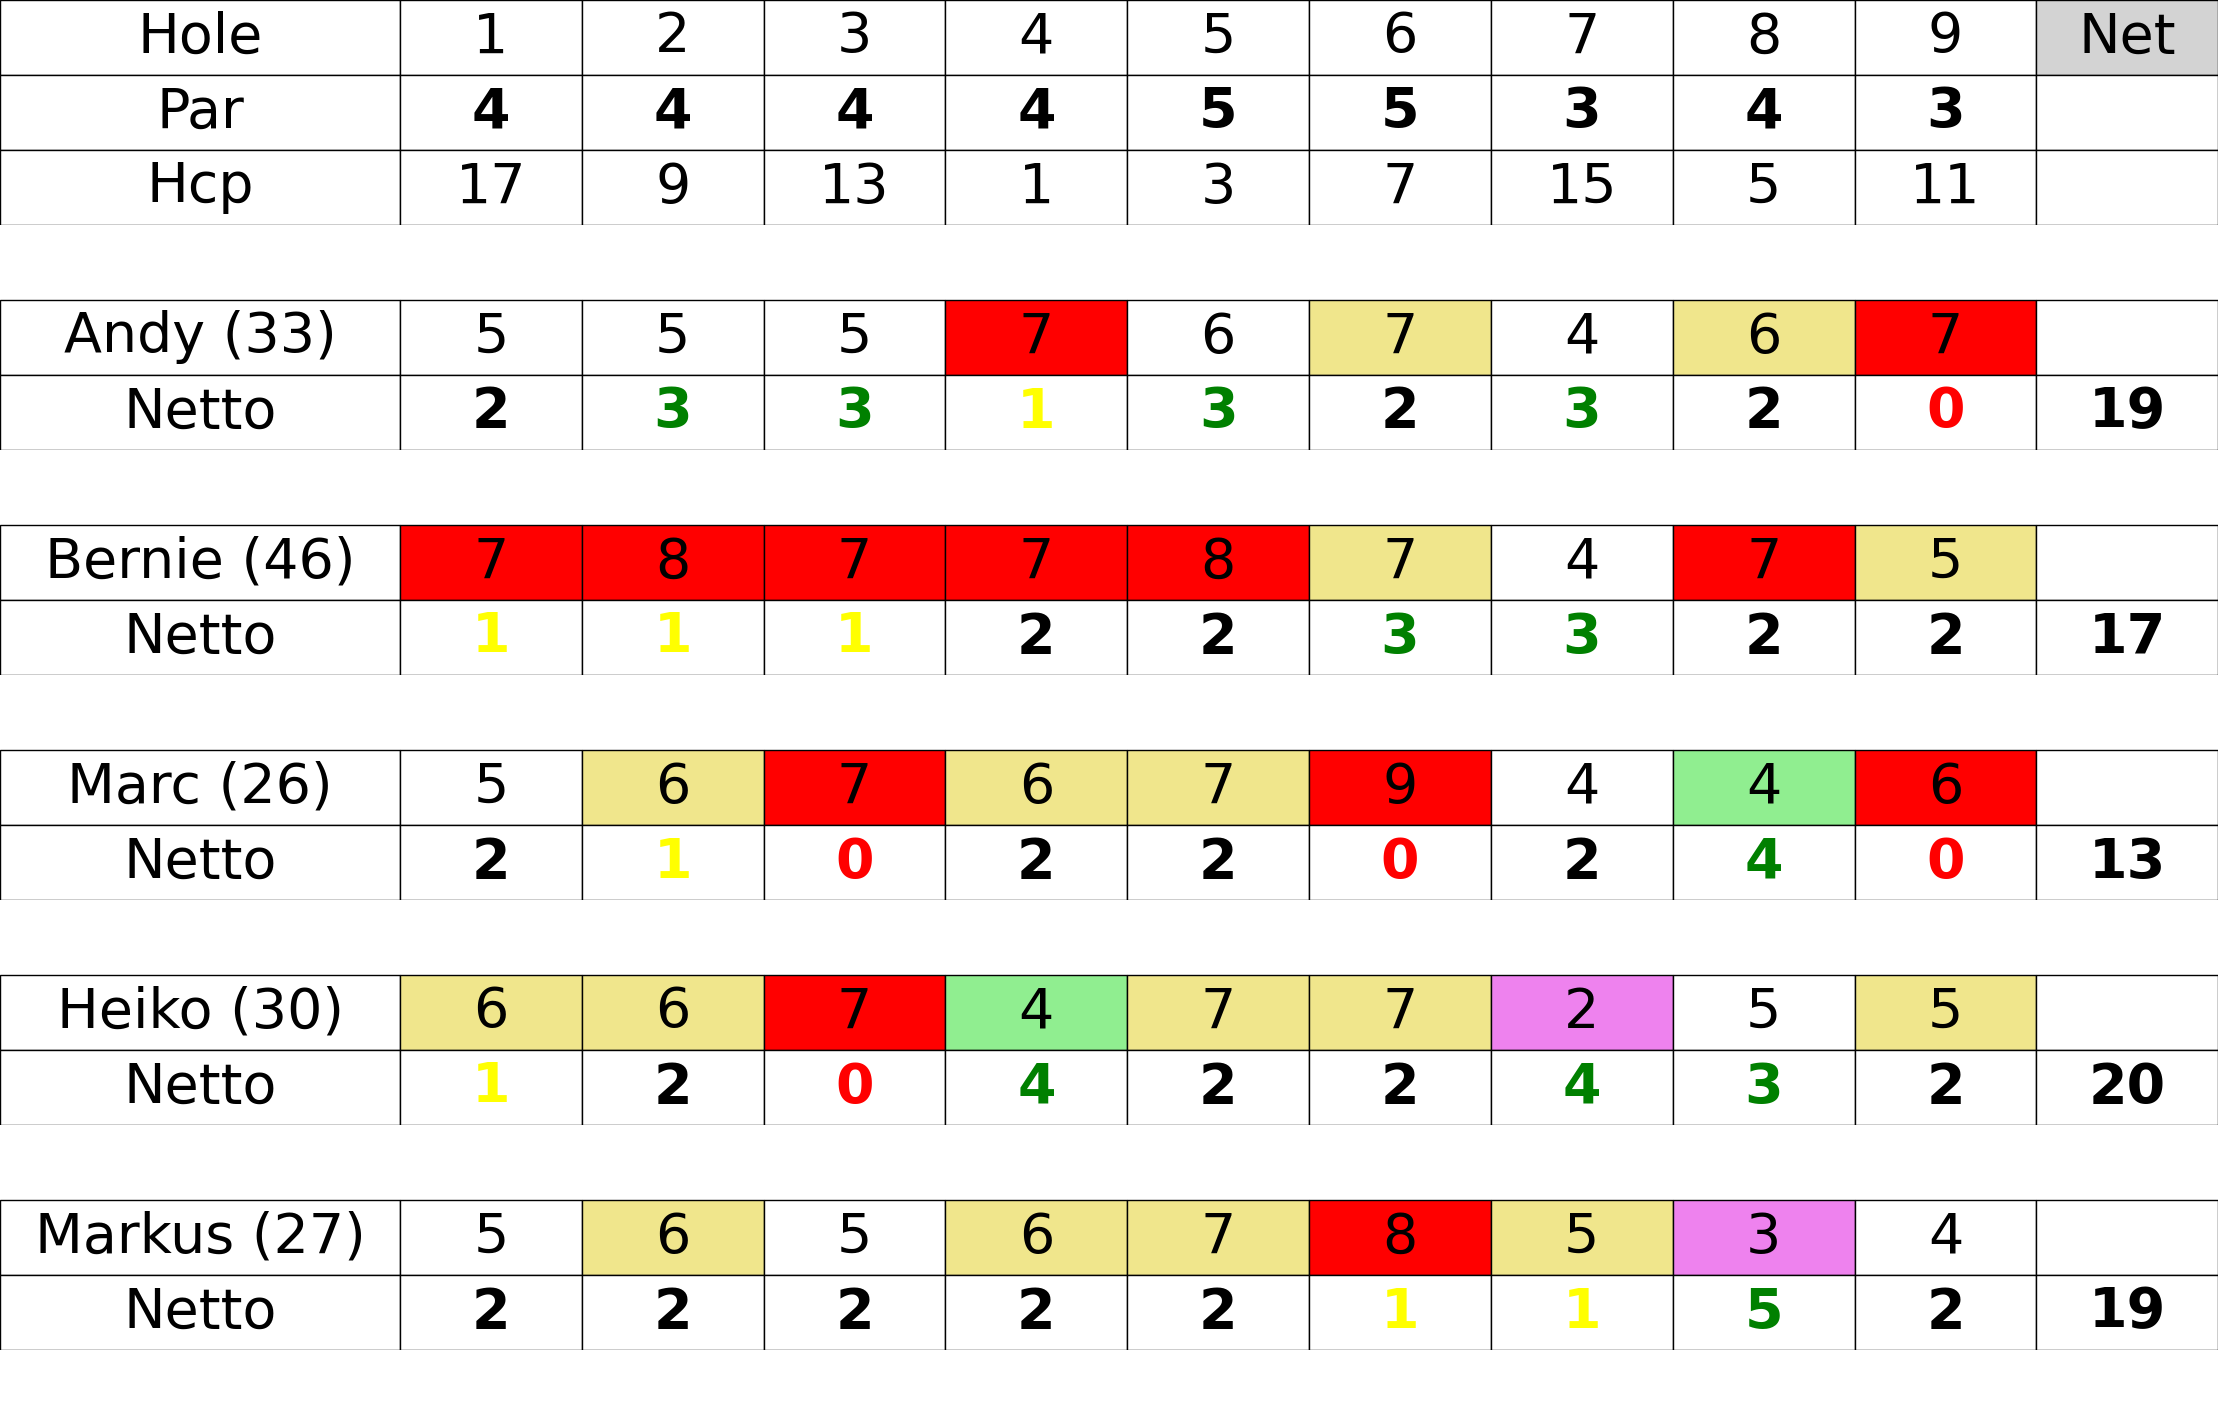 Hole 1 2 3 4 5 6 7 8 9 Net
Par 4 4 4 4 5 5 3 4 3
Hcp 17 9 13 1 3 7 15 5 11
Andy (33) 5 5 5 7 6 7 4 6 7
Netto 2 3 3 1 3 2 3 2 0 19
Bernie (46) 7 8 7 7 8 7 4 7 5
Netto 1 1 1 2 2 3 3 2 2 17
Marc (26) 5 6 7 6 7 9 4 4 6
Netto 2 1 0 2 2 0 2 4 0 13
Heiko (30) 6 6 7 4 7 7 2 5 5
Netto 1 2 0 4 2 2 4 3 2 20
Markus (27) 5 6 5 6 7 8 5 3 4
Netto 2 2 2 2 2 1 1 5 2 19